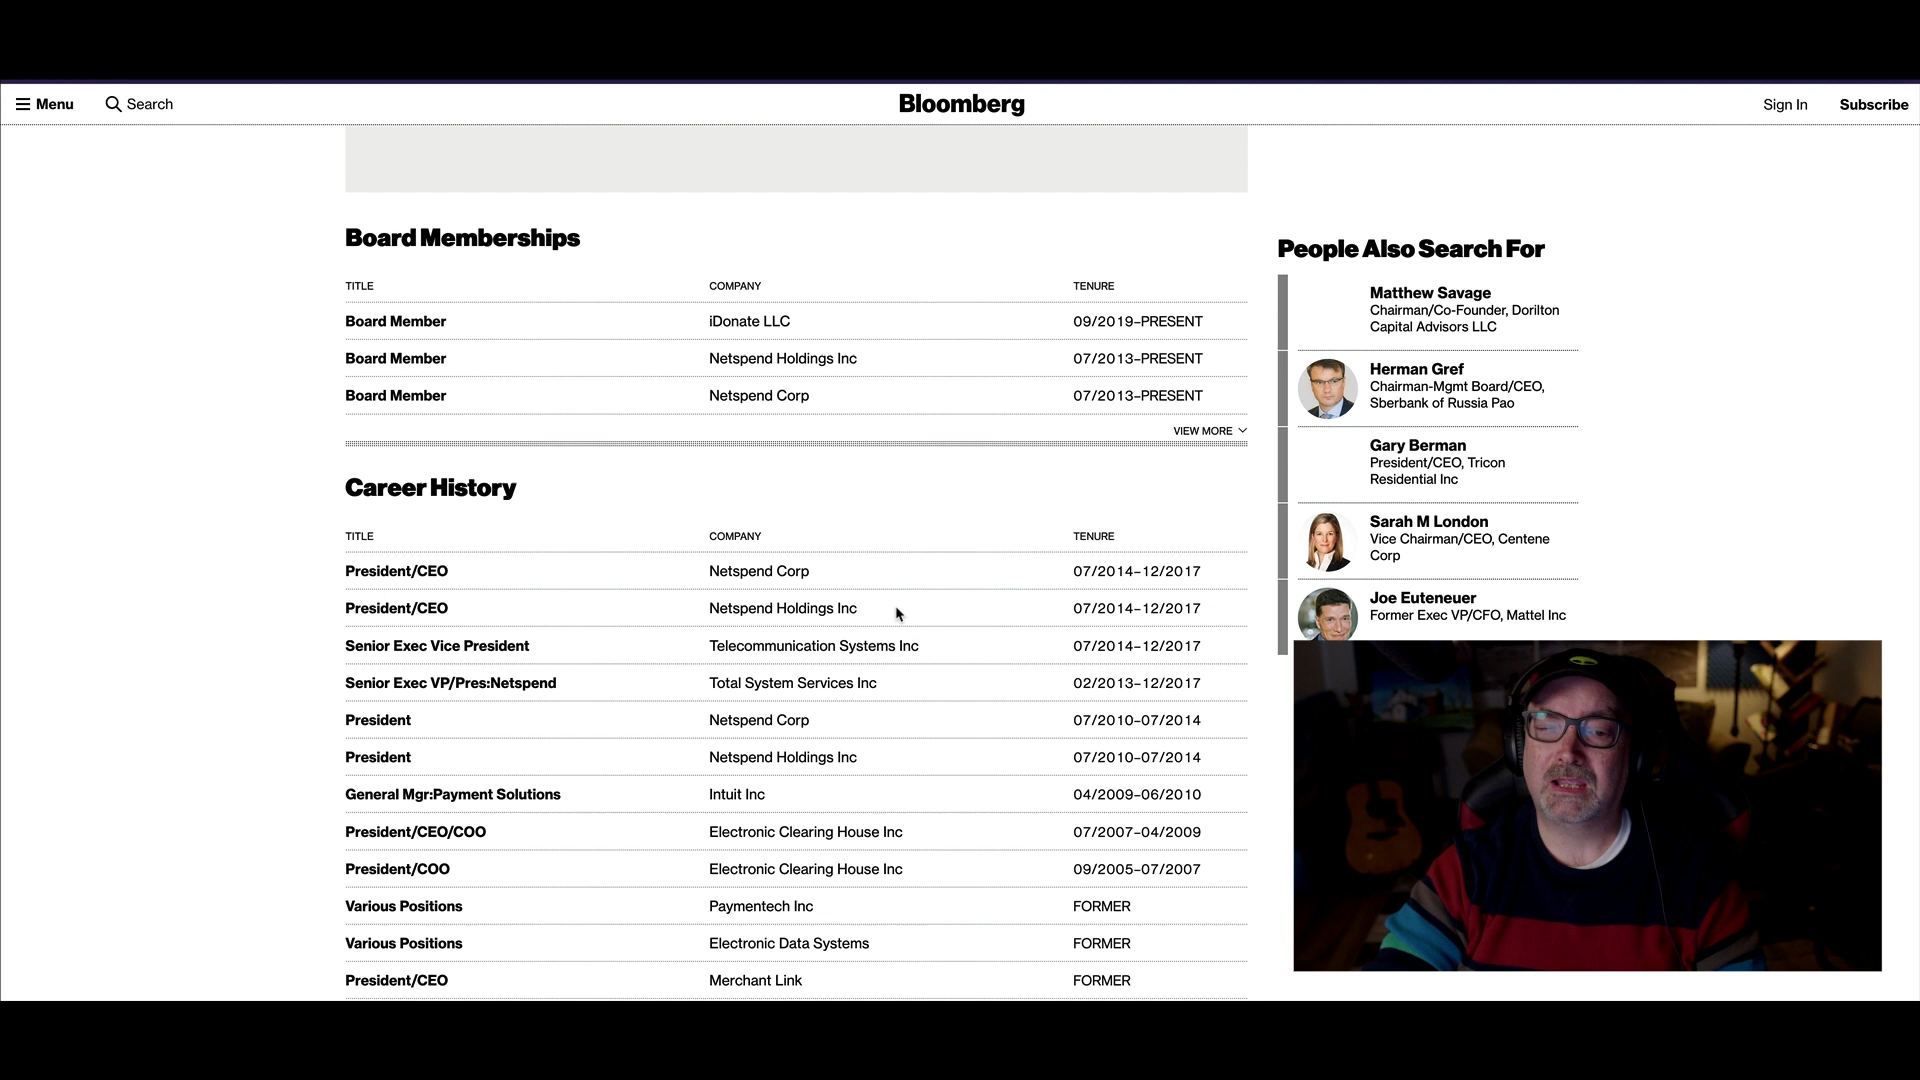 Menu Search Bloomberg Sign In Subscribe
Board Memberships
TITLE COMPANY TENURE
Board Member iDonate LLC 09/2019–PRESENT
Board Member Netspend Holdings Inc 07/2013–PRESENT
Board Member Netspend Corp 07/2013–PRESENT
VIEW MORE
Career History
TITLE COMPANY TENURE
President/CEO Netspend Corp 07/2014–12/2017
President/CEO Netspend Holdings Inc 07/2014–12/2017
Senior Exec Vice President Telecommunication Systems Inc 07/2014–12/2017
Senior Exec VP/Pres:Netspend Total System Services Inc 02/2013–12/2017
President Netspend Corp 07/2010–07/2014
President Netspend Holdings Inc 07/2010–07/2014
General Mgr:Payment Solutions Intuit Inc 04/2009–06/2010
President/CEO/COO Electronic Clearing House Inc 07/2007–04/2009
President/COO Electronic Clearing House Inc 09/2005–07/2007
Various Positions Paymentech Inc FORMER
Various Positions Electronic Data Systems FORMER
President/CEO Merchant Link FORMER
People Also Search For
Matthew Savage
Chairman/Co-Founder, Dorilton
Capital Advisors LLC
Herman Gref
Chairman-Mgmt Board/CEO,
Sberbank of Russia Pao
Gary Berman
President/CEO, Tricon
Residential Inc
Sarah M London
Vice Chairman/CEO, Centene
Corp
Joe Euteneuer
Former Exec VP/CFO, Mattel Inc